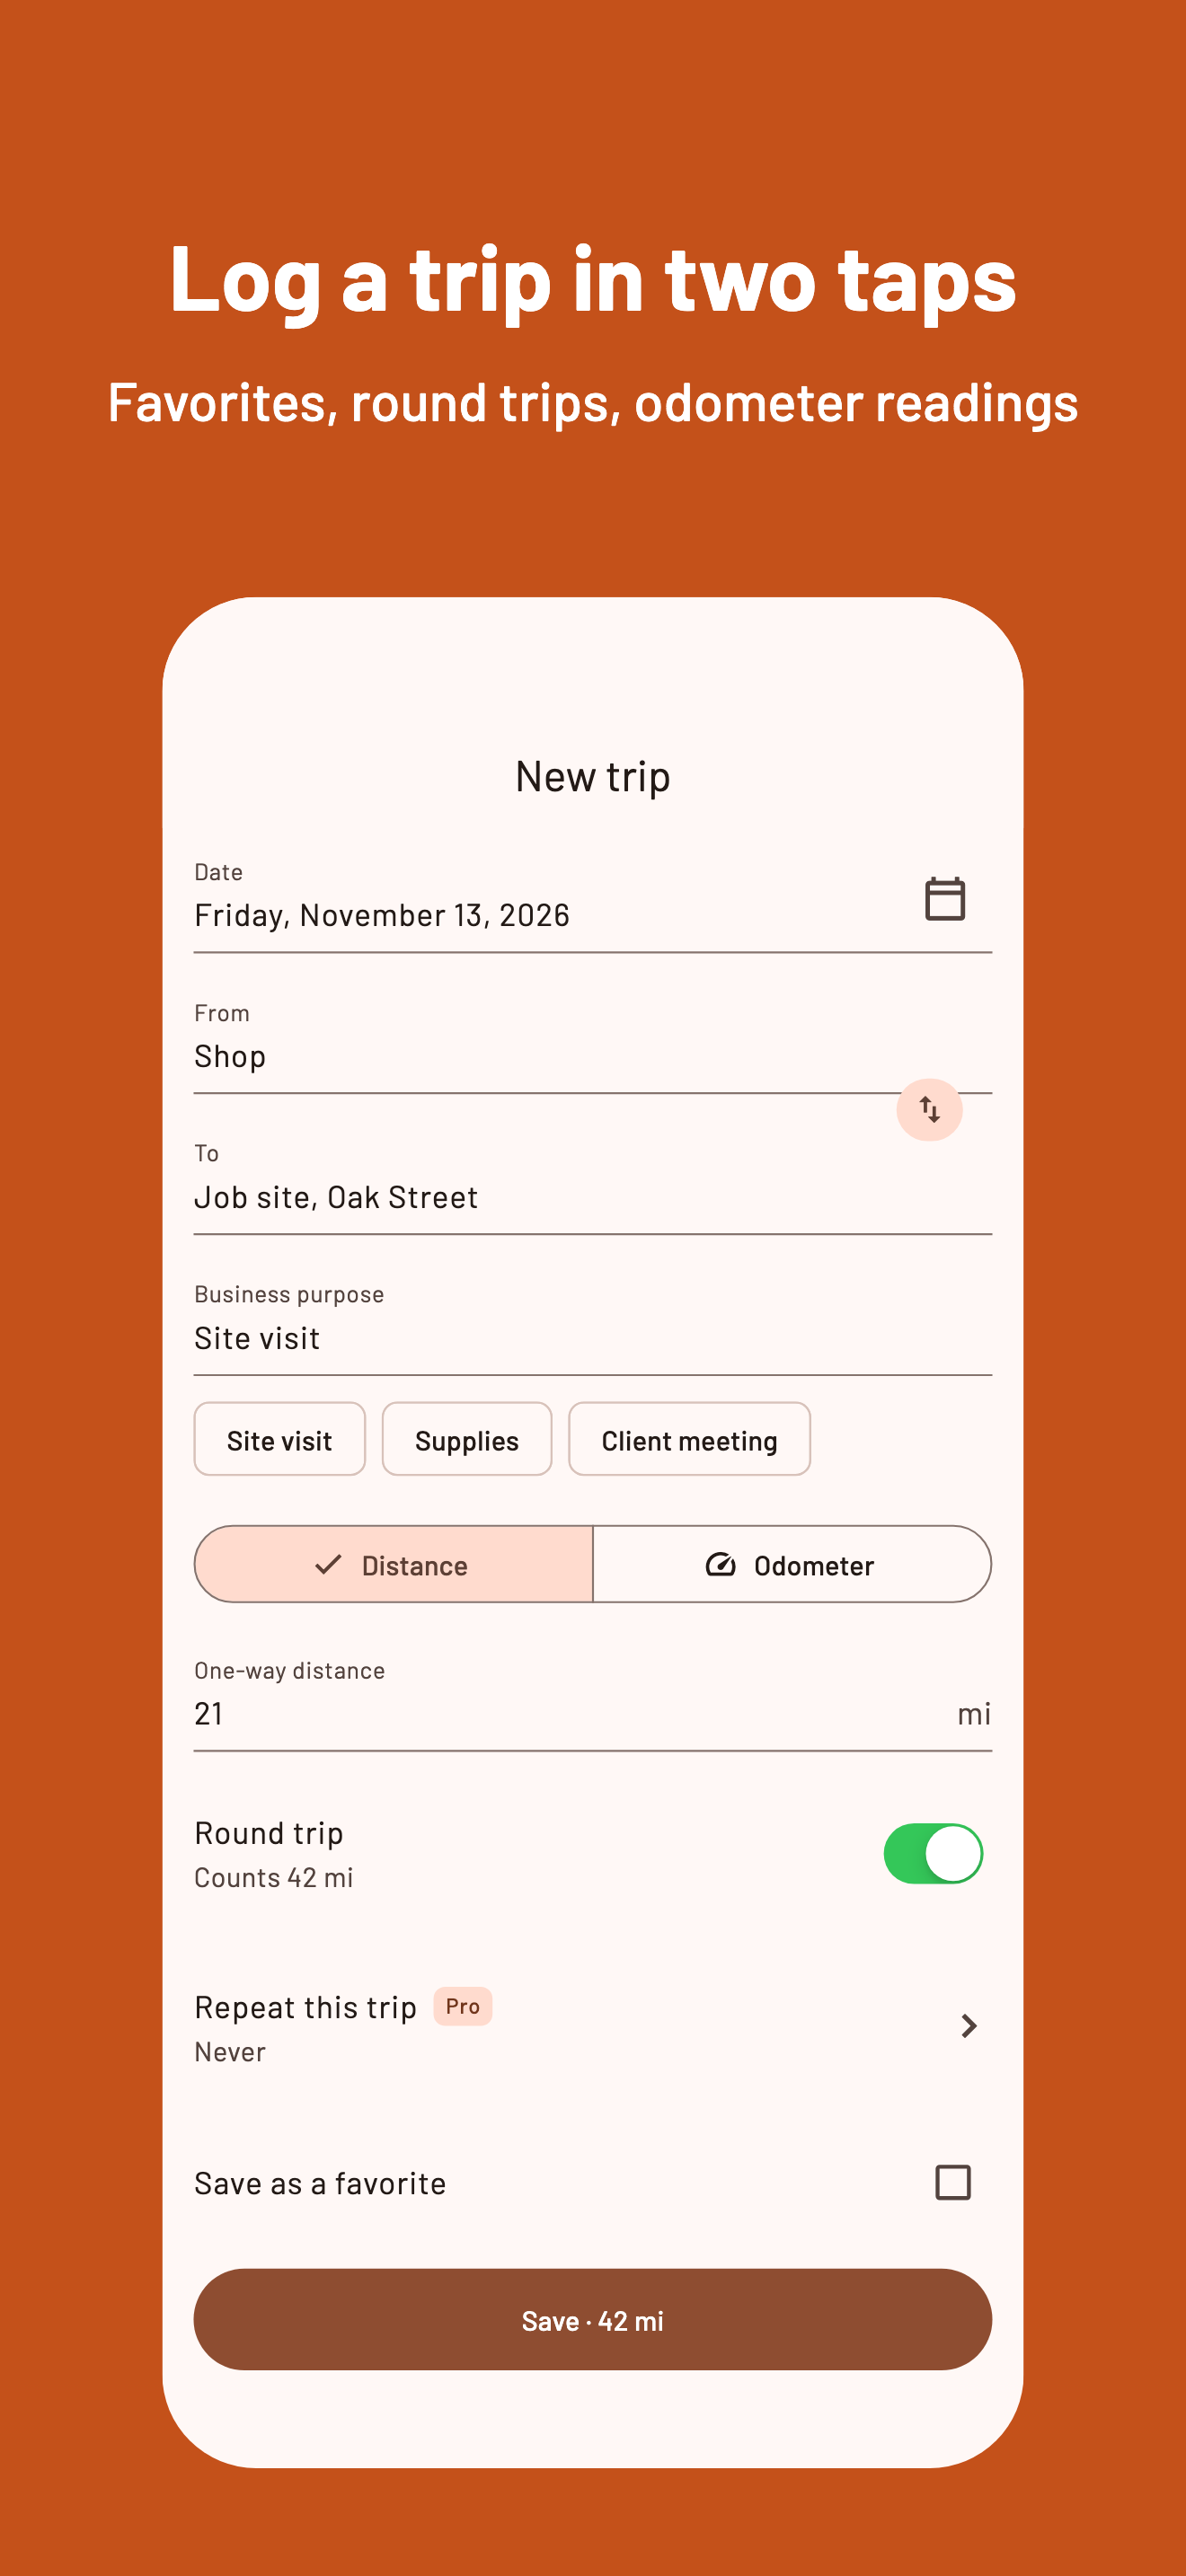 Log a trip in two taps
Favorites, round trips, odometer readings
New trip
Date
Friday, November 13, 2026
From
Shop
To
Job site, Oak Street
Business purpose
Site visit
Site visit
Supplies
Client meeting
Distance
Odometer
One-way distance
21 mi
Round trip
Counts 42 mi
Repeat this trip Pro
Never
Save as a favorite
Save · 42 mi